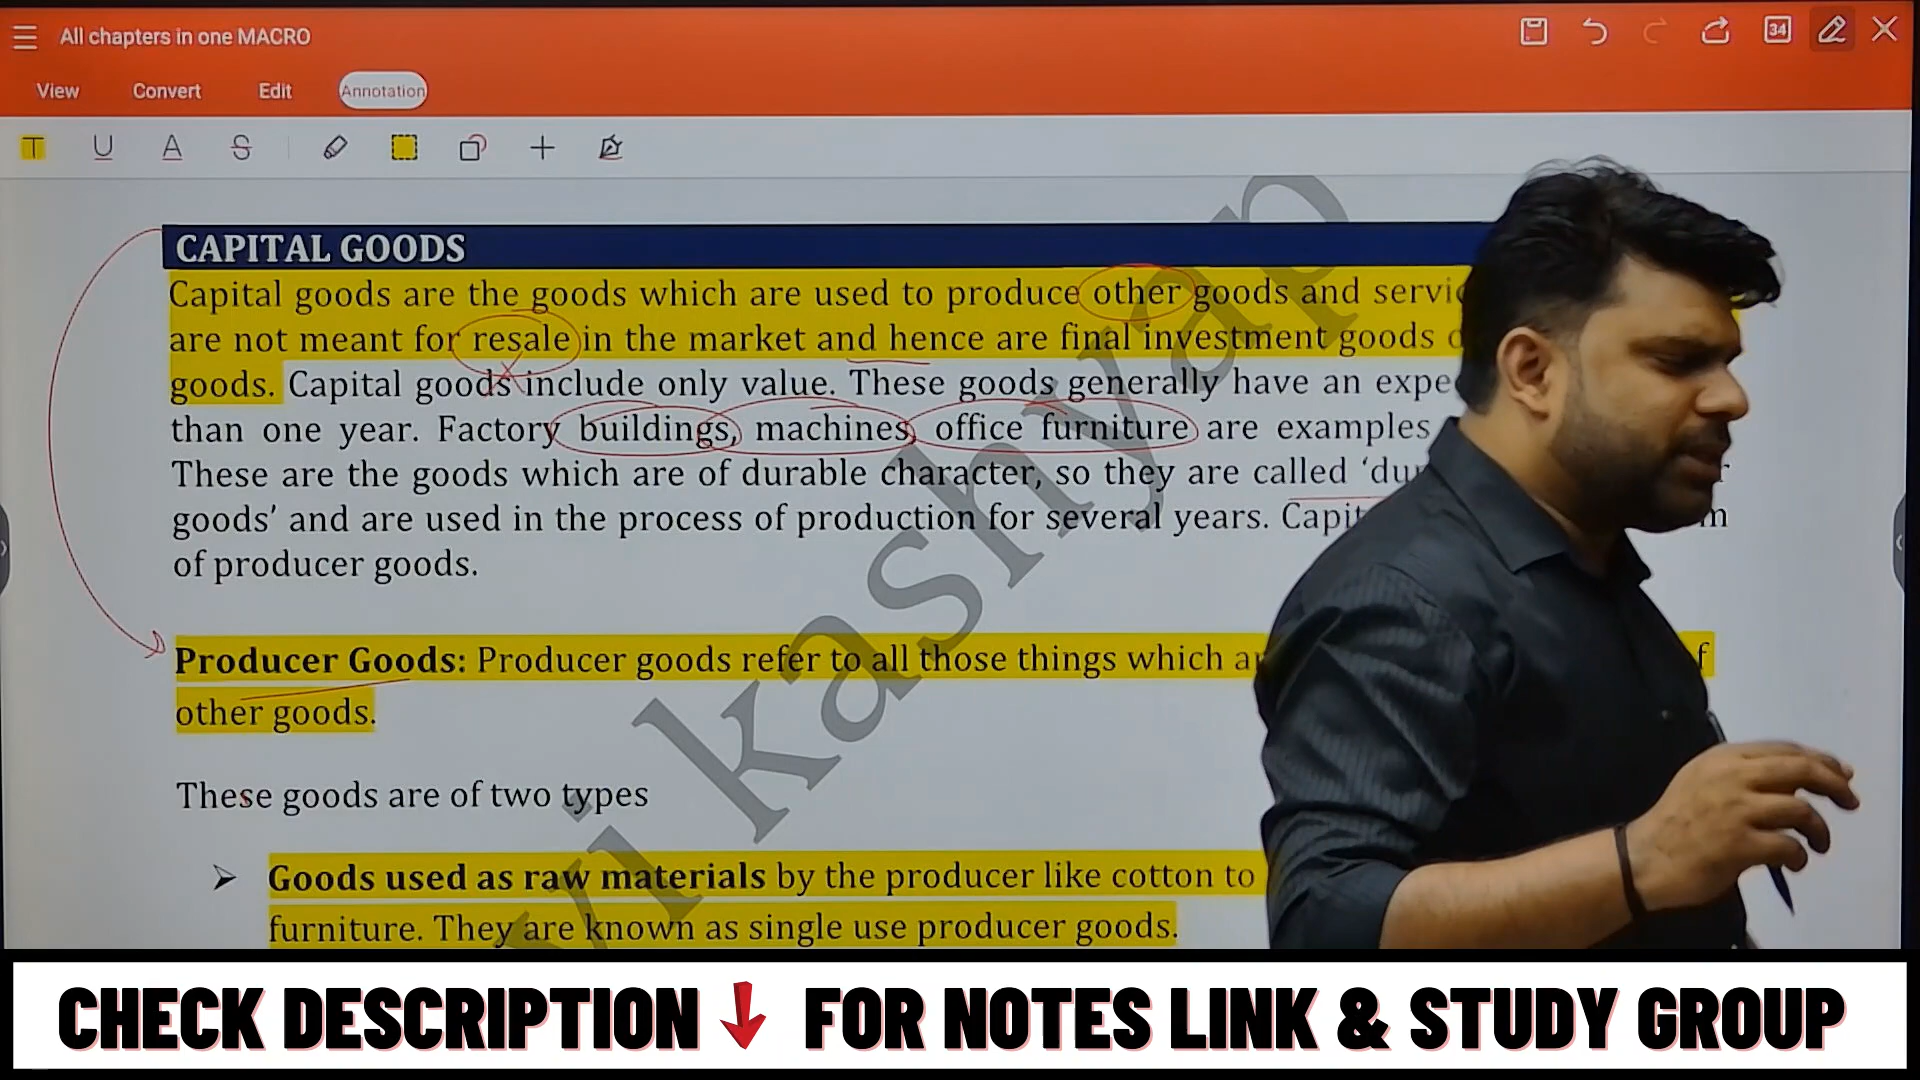 All chapters in one MACRO
34
View Convert Edit Annotation
T U A S
CAPITAL GOODS
Capital goods are the goods which are used to produce other goods and
are not meant for resale in the market and hence are final investment goods
goods. Capital goods include only value. These goods generally have an
than one year. Factory buildings, machines, office furniture are examples
These are the goods which are of durable character, so they are called
goods’ and are used in the process of production for several years.
of producer goods.
Producer Goods: Producer goods refer to all those things which
other goods.
These goods are of two types
➢ Goods used as raw materials by the producer like cotton to
furniture. They are known as single use producer goods.
vi kashyap
CHECK DESCRIPTION FOR NOTES LINK & STUDY GROUP